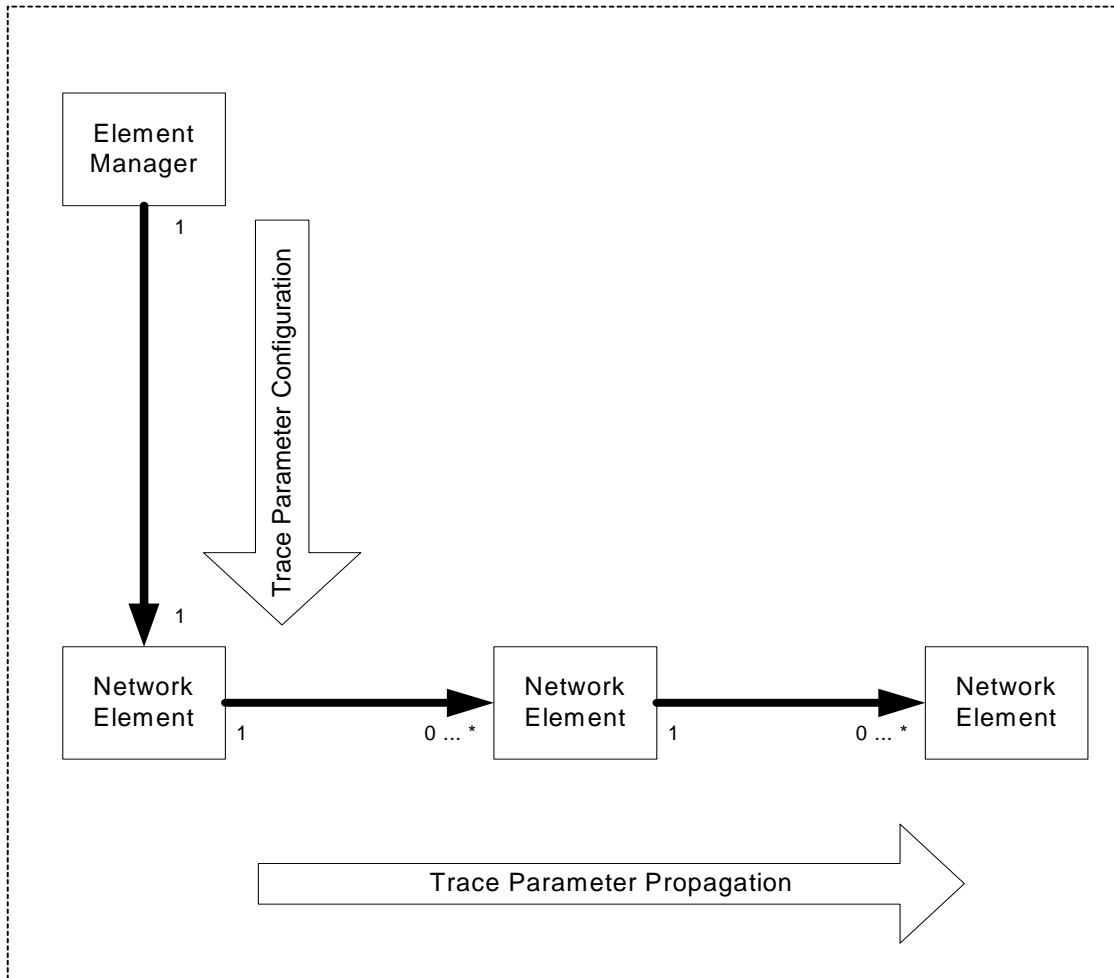 Element
Manager
1
Trace Parameter Configuration
1
Network
Element
1
0 ... *
Network
Element
1
0 ... *
Network
Element
Trace Parameter Propagation